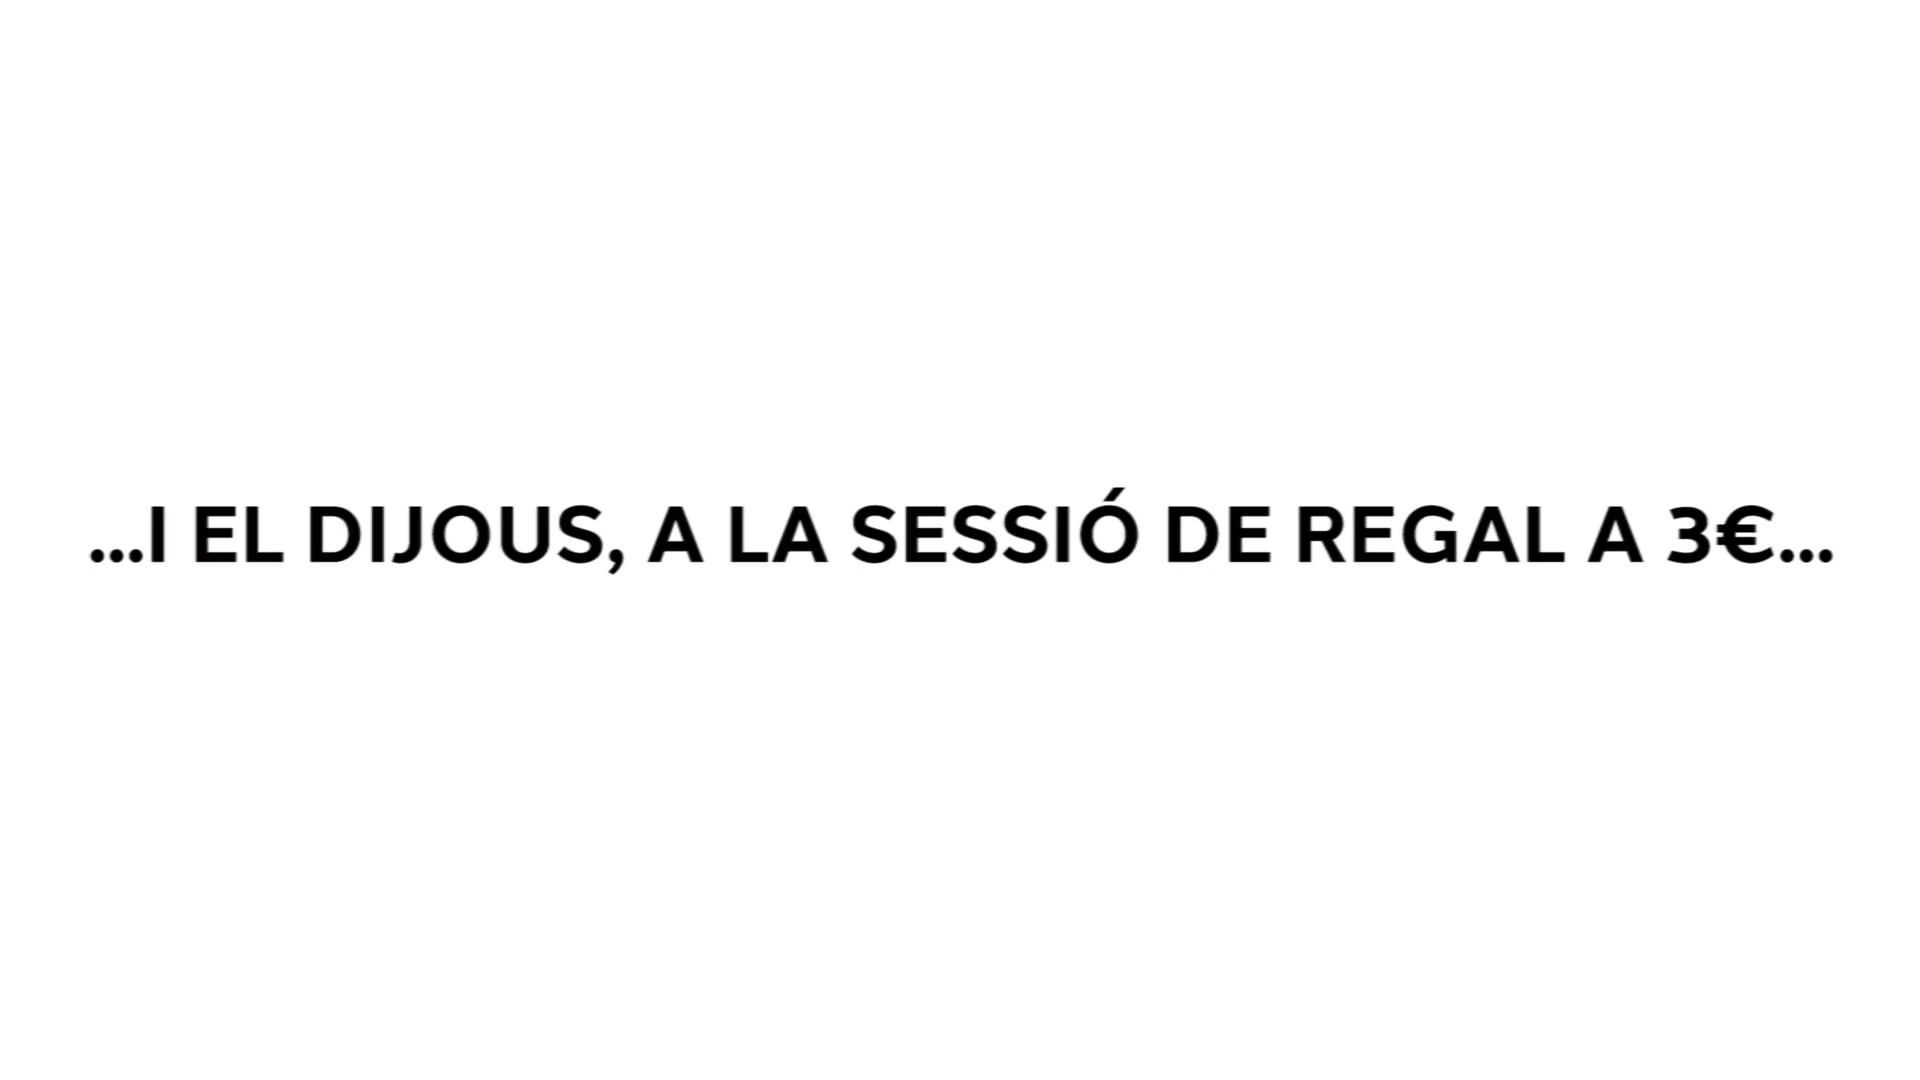 ...I EL DIJOUS, A LA SESSIÓ DE REGAL A 3€...